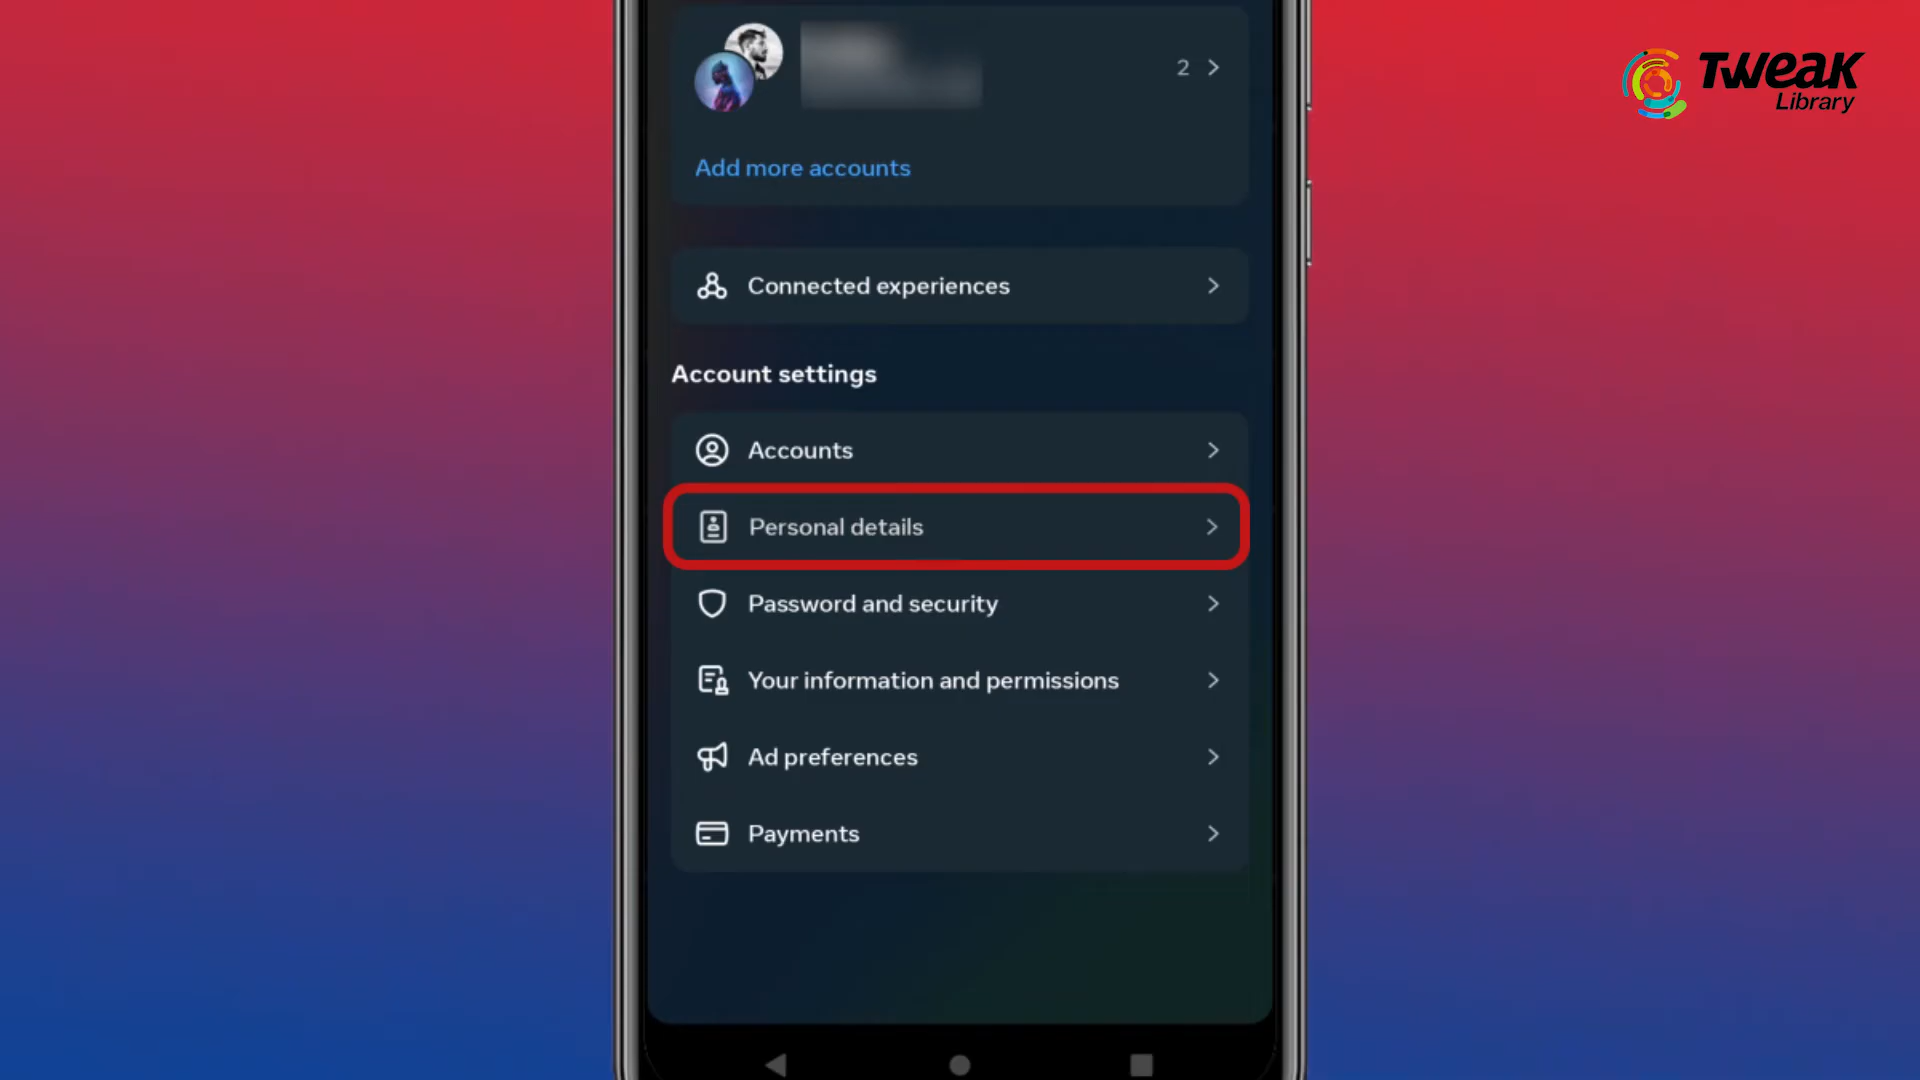 2
TWEAK
Library
Add more accounts
Connected experiences
Account settings
Accounts
Personal details
Password and security
Your information and permissions
Ad preferences
Payments